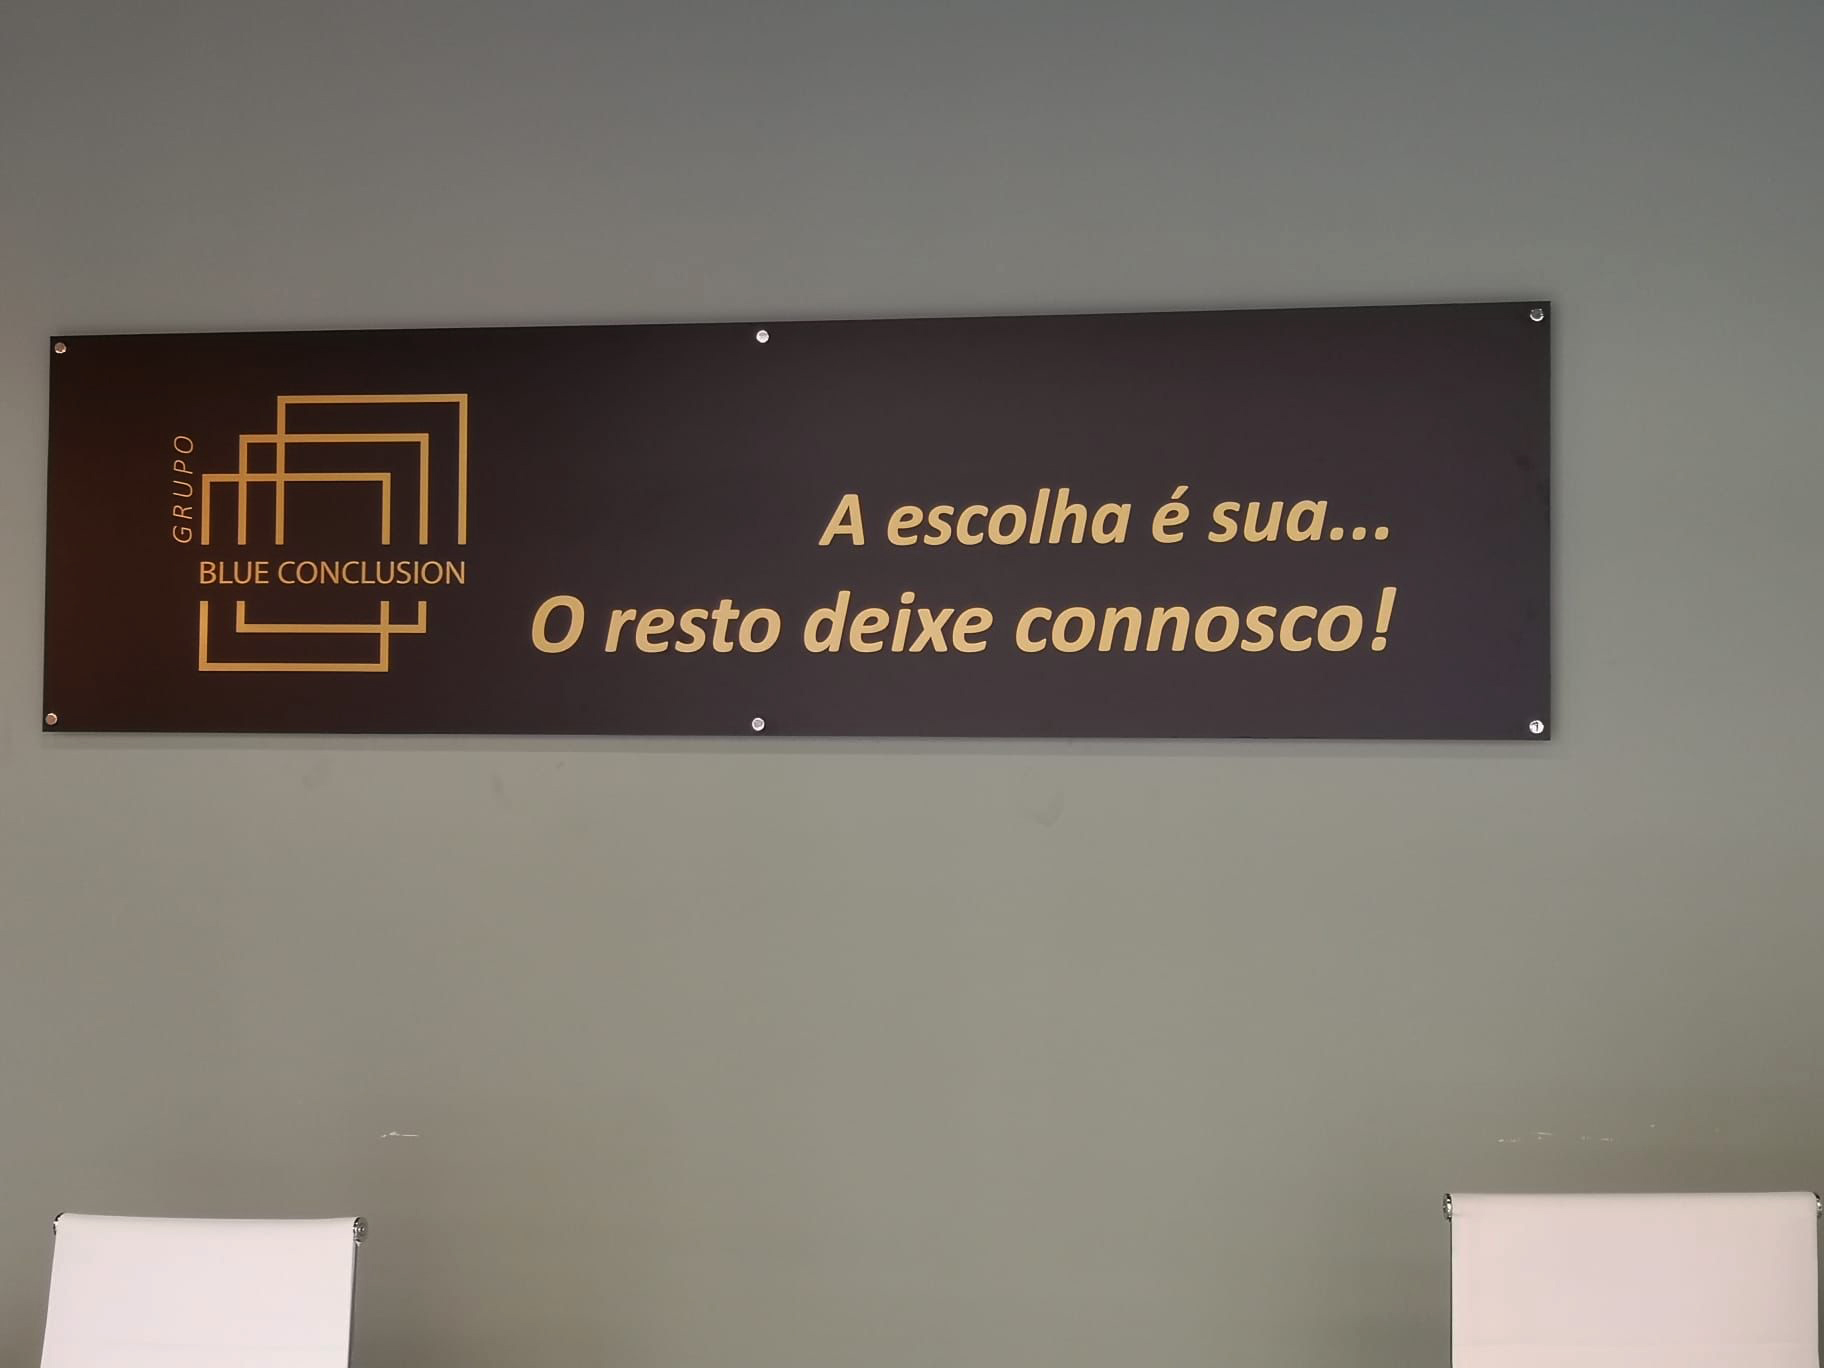 GRUPO
BLUE CONCLUSION
A escolha é sua...
O resto deixe connosco!